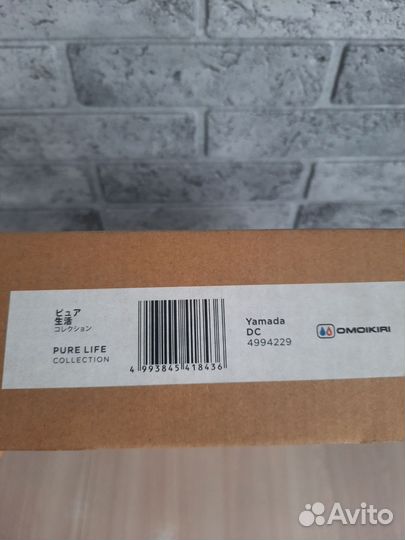 ピュア
生活
コレクション
PURE LIFE
COLLECTION
4 993845 418436
Yamada
DC
4994229
OMOIKIRI
Avito